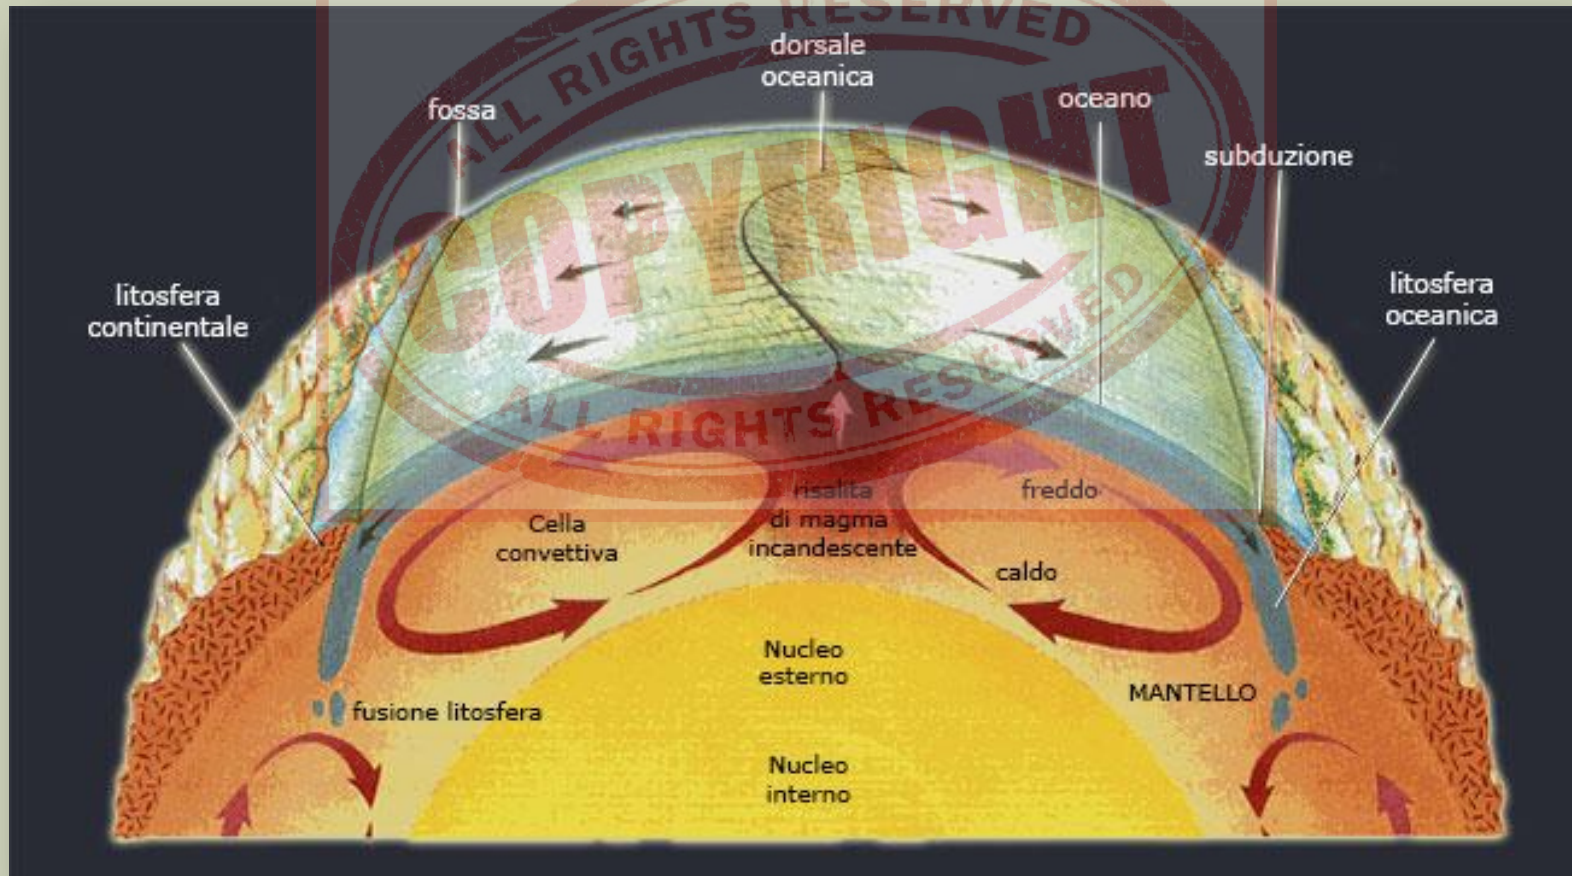 ALL RIGHTS RESERVED
COPYRIGHT
ALL RIGHTS RESERVED
dorsale
oceanica
fossa
oceano
subduzione
litosfera
continentale
litosfera
oceanica
Cella
convettiva
risalita
di magma
incandescente
freddo
caldo
Nucleo
esterno
MANTELLO
fusione litosfera
Nucleo
interno